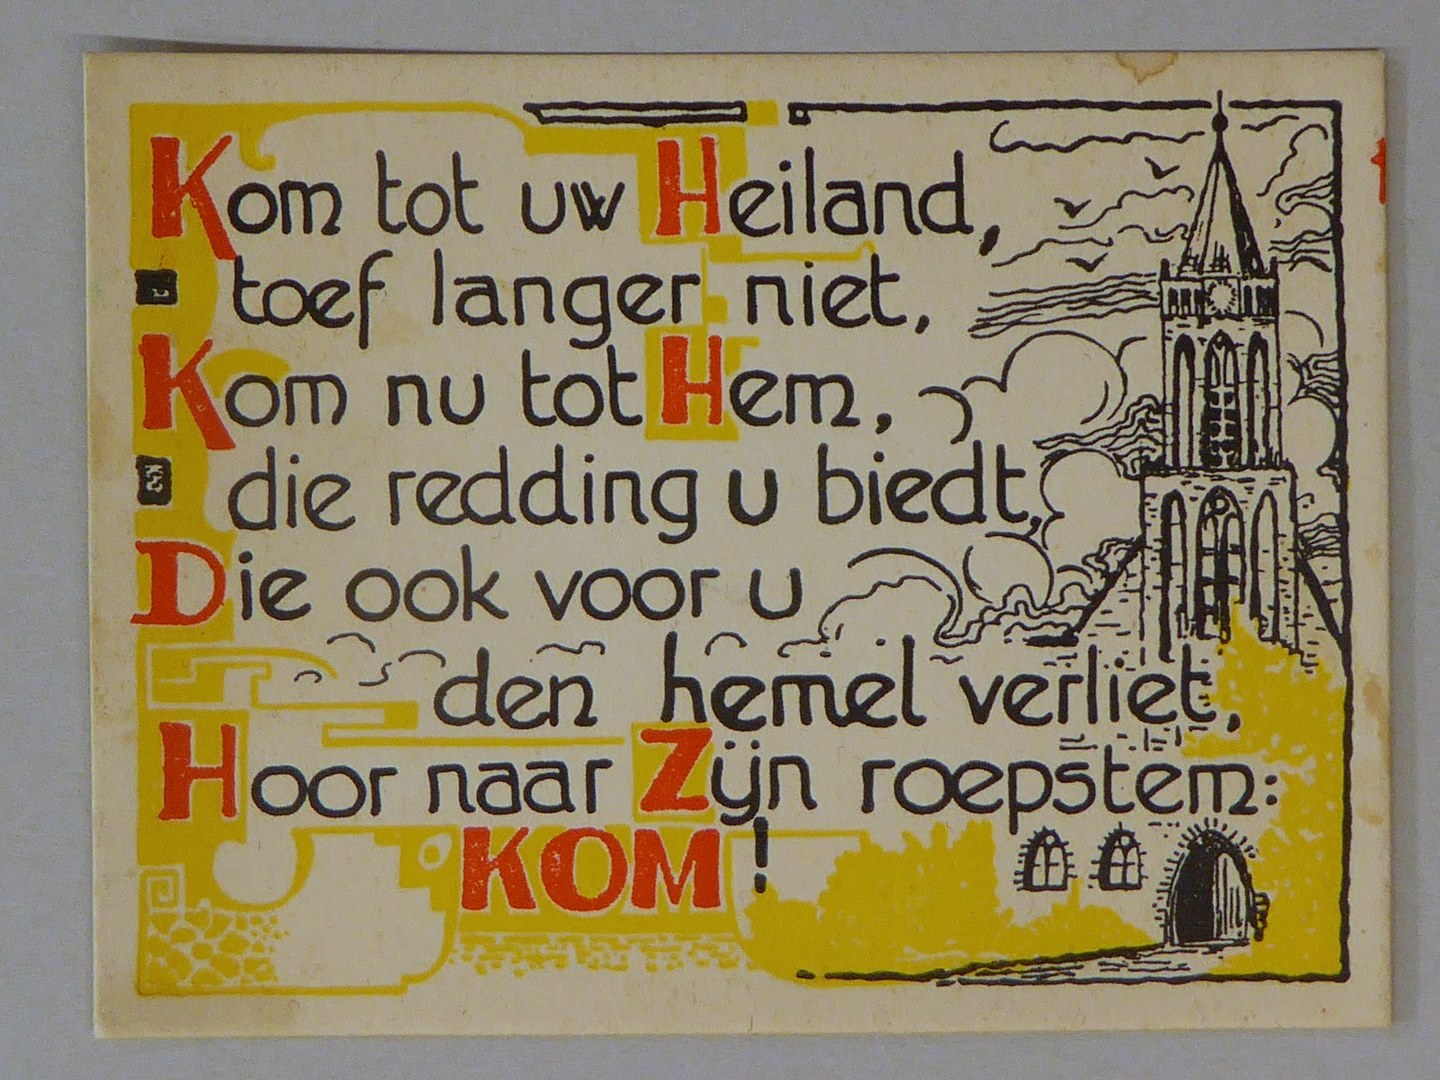 Kom tot uw Heiland,
toef langer niet,
Kom nu tot Hem,
die redding u biedt,
Die ook voor u
den hemel verliet,
Hoor naar Zijn roepstem:
KOM!